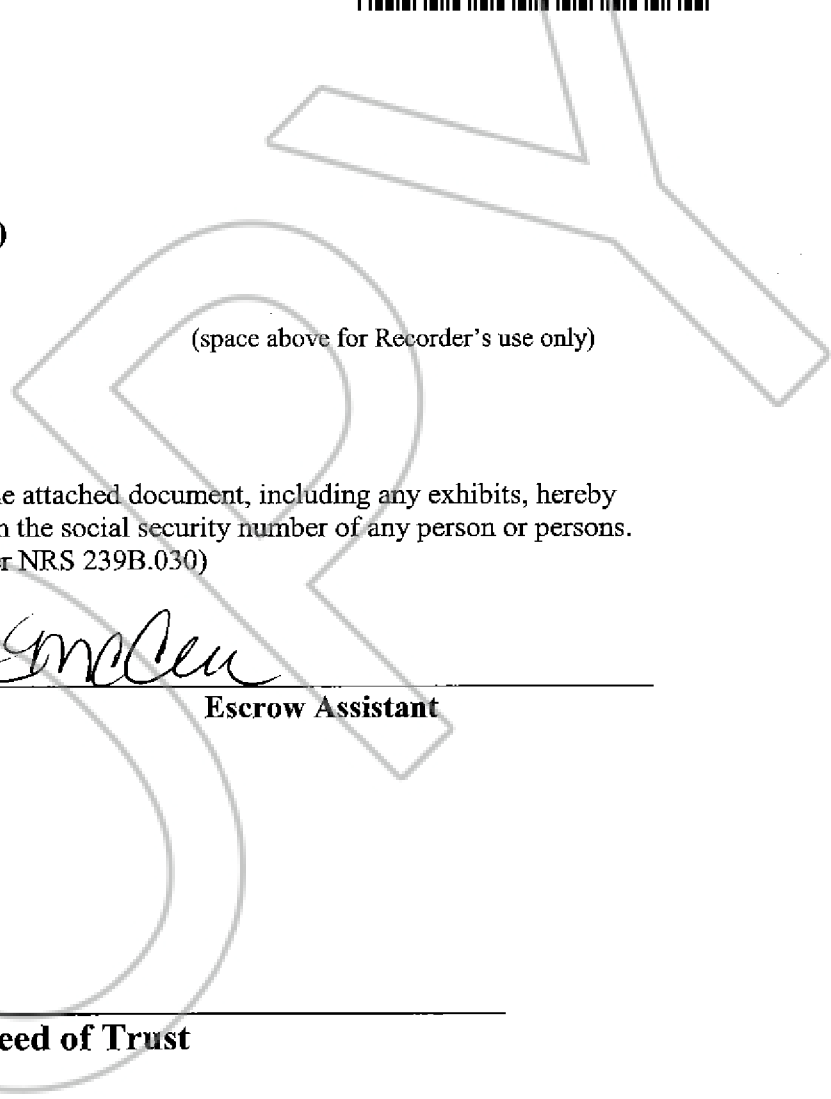 )
(space above for Recorder's use only)
e attached document, including any exhibits, hereby
n the social security number of any person or persons.
r NRS 239B.030)
Escrow Assistant
eed of Trust
OPY